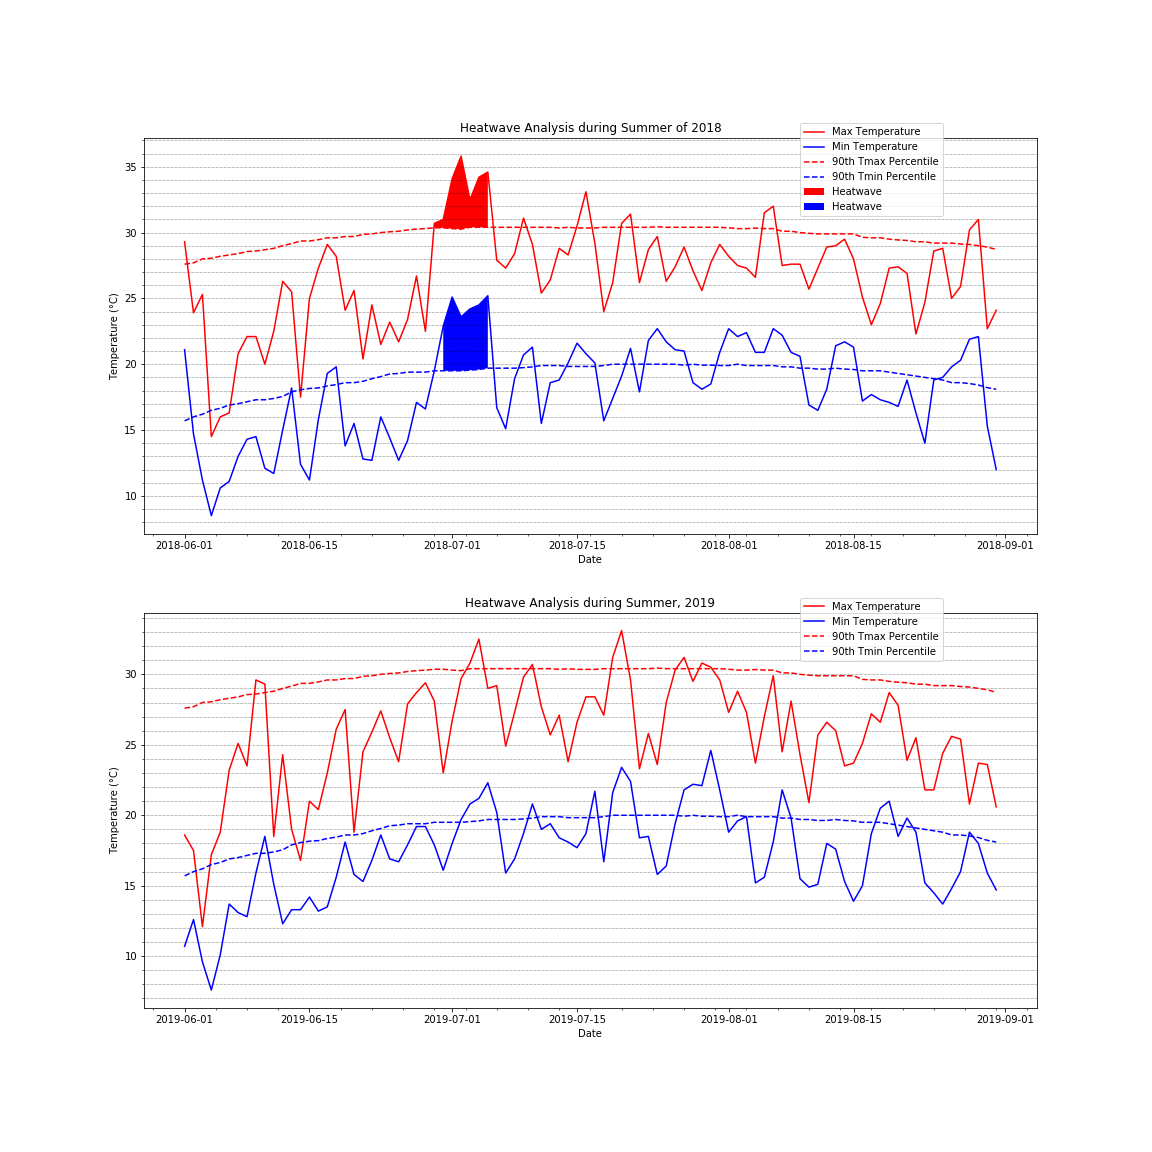 Heatwave Analysis during Summer of 2018
Max Temperature
Min Temperature
90th Tmax Percentile
90th Tmin Percentile
Heatwave
Heatwave
Temperature (°C)
35
30
25
20
15
10
2018-06-01 2018-06-15 2018-07-01 2018-07-15 2018-08-01 2018-08-15 2018-09-01
Date
Heatwave Analysis during Summer, 2019
Max Temperature
Min Temperature
90th Tmax Percentile
90th Tmin Percentile
Temperature (°C)
30
25
20
15
10
2019-06-01 2019-06-15 2019-07-01 2019-07-15 2019-08-01 2019-08-15 2019-09-01
Date